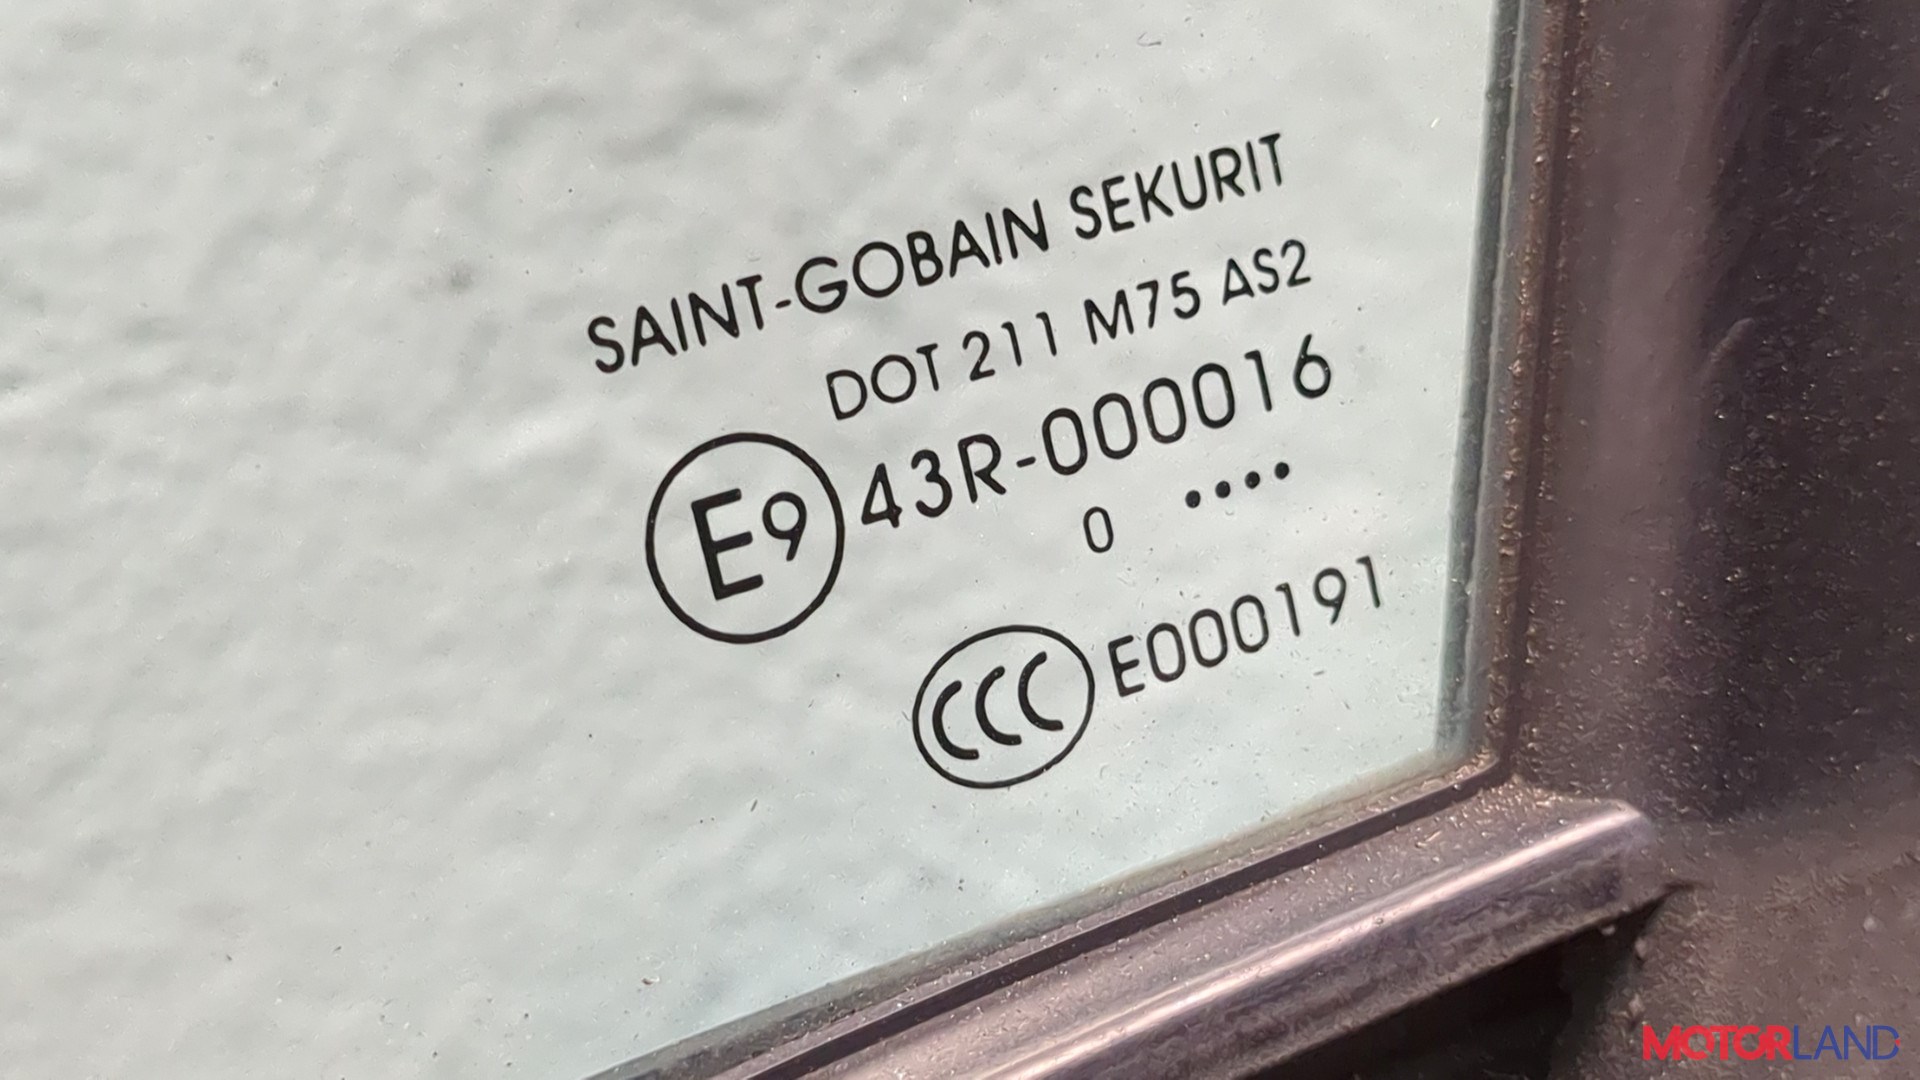 SAINT-GOBAIN SEKURIT
DOT 211 M75 AS2
E9 43R-000016
0 ....
CCC E000191
MOTORLAND